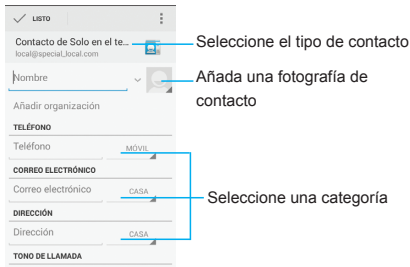 LISTO
Contacto de Solo en el te...
local@special_local.com
Seleccione el tipo de contacto
Nombre
Añada una fotografía de
contacto
Añadir organización
TELÉFONO
Teléfono MÓVIL
CORREO ELECTRÓNICO
Correo electrónico CASA
Seleccione una categoría
DIRECCIÓN
Dirección CASA
TONO DE LLAMADA